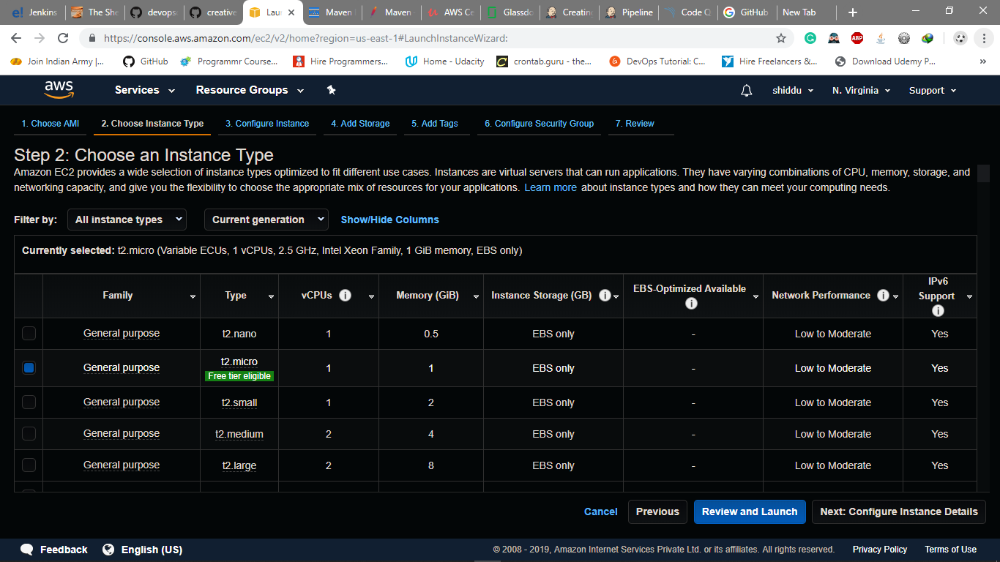 Jenkins
The She
devops
creative
Lau
Maven
Maven
AWS Ce
Glassdo
Creatin
Pipeline
Code Q
GitHub
New Tab
https://console.aws.amazon.com/ec2/v2/home?region=us-east-1#LaunchInstanceWizard:
ABP
Join Indian Army |...
GitHub
Programmr Course...
Hire Programmers...
Home - Udacity
crontab.guru - the...
DevOps Tutorial: C...
Hire Freelancers &...
Download Udemy P...
aws
Services
Resource Groups
shiddu
N. Virginia
Support
1. Choose AMI
2. Choose Instance Type
3. Configure Instance
4. Add Storage
5. Add Tags
6. Configure Security Group
7. Review
Step 2: Choose an Instance Type
Amazon EC2 provides a wide selection of instance types optimized to fit different use cases. Instances are virtual servers that can run applications. They have varying combinations of CPU, memory, storage, and
networking capacity, and give you the flexibility to choose the appropriate mix of resources for your applications. Learn more about instance types and how they can meet your computing needs.
Filter by: All instance types Current generation Show/Hide Columns
Currently selected: t2.micro (Variable ECUs, 1 vCPUs, 2.5 GHz, Intel Xeon Family, 1 GiB memory, EBS only)
Family
Type
vCPUs
Memory (GiB)
Instance Storage (GB)
EBS-Optimized Available
Network Performance
IPv6
Support
General purpose t2.nano 1 0.5 EBS only - Low to Moderate Yes
General purpose t2.micro 1 1 EBS only - Low to Moderate Yes
Free tier eligible
General purpose t2.small 1 2 EBS only - Low to Moderate Yes
General purpose t2.medium 2 4 EBS only - Low to Moderate Yes
General purpose t2.large 2 8 EBS only - Low to Moderate Yes
Cancel
Previous
Review and Launch
Next: Configure Instance Details
Feedback
English (US)
© 2008 - 2019, Amazon Internet Services Private Ltd. or its affiliates. All rights reserved.
Privacy Policy
Terms of Use